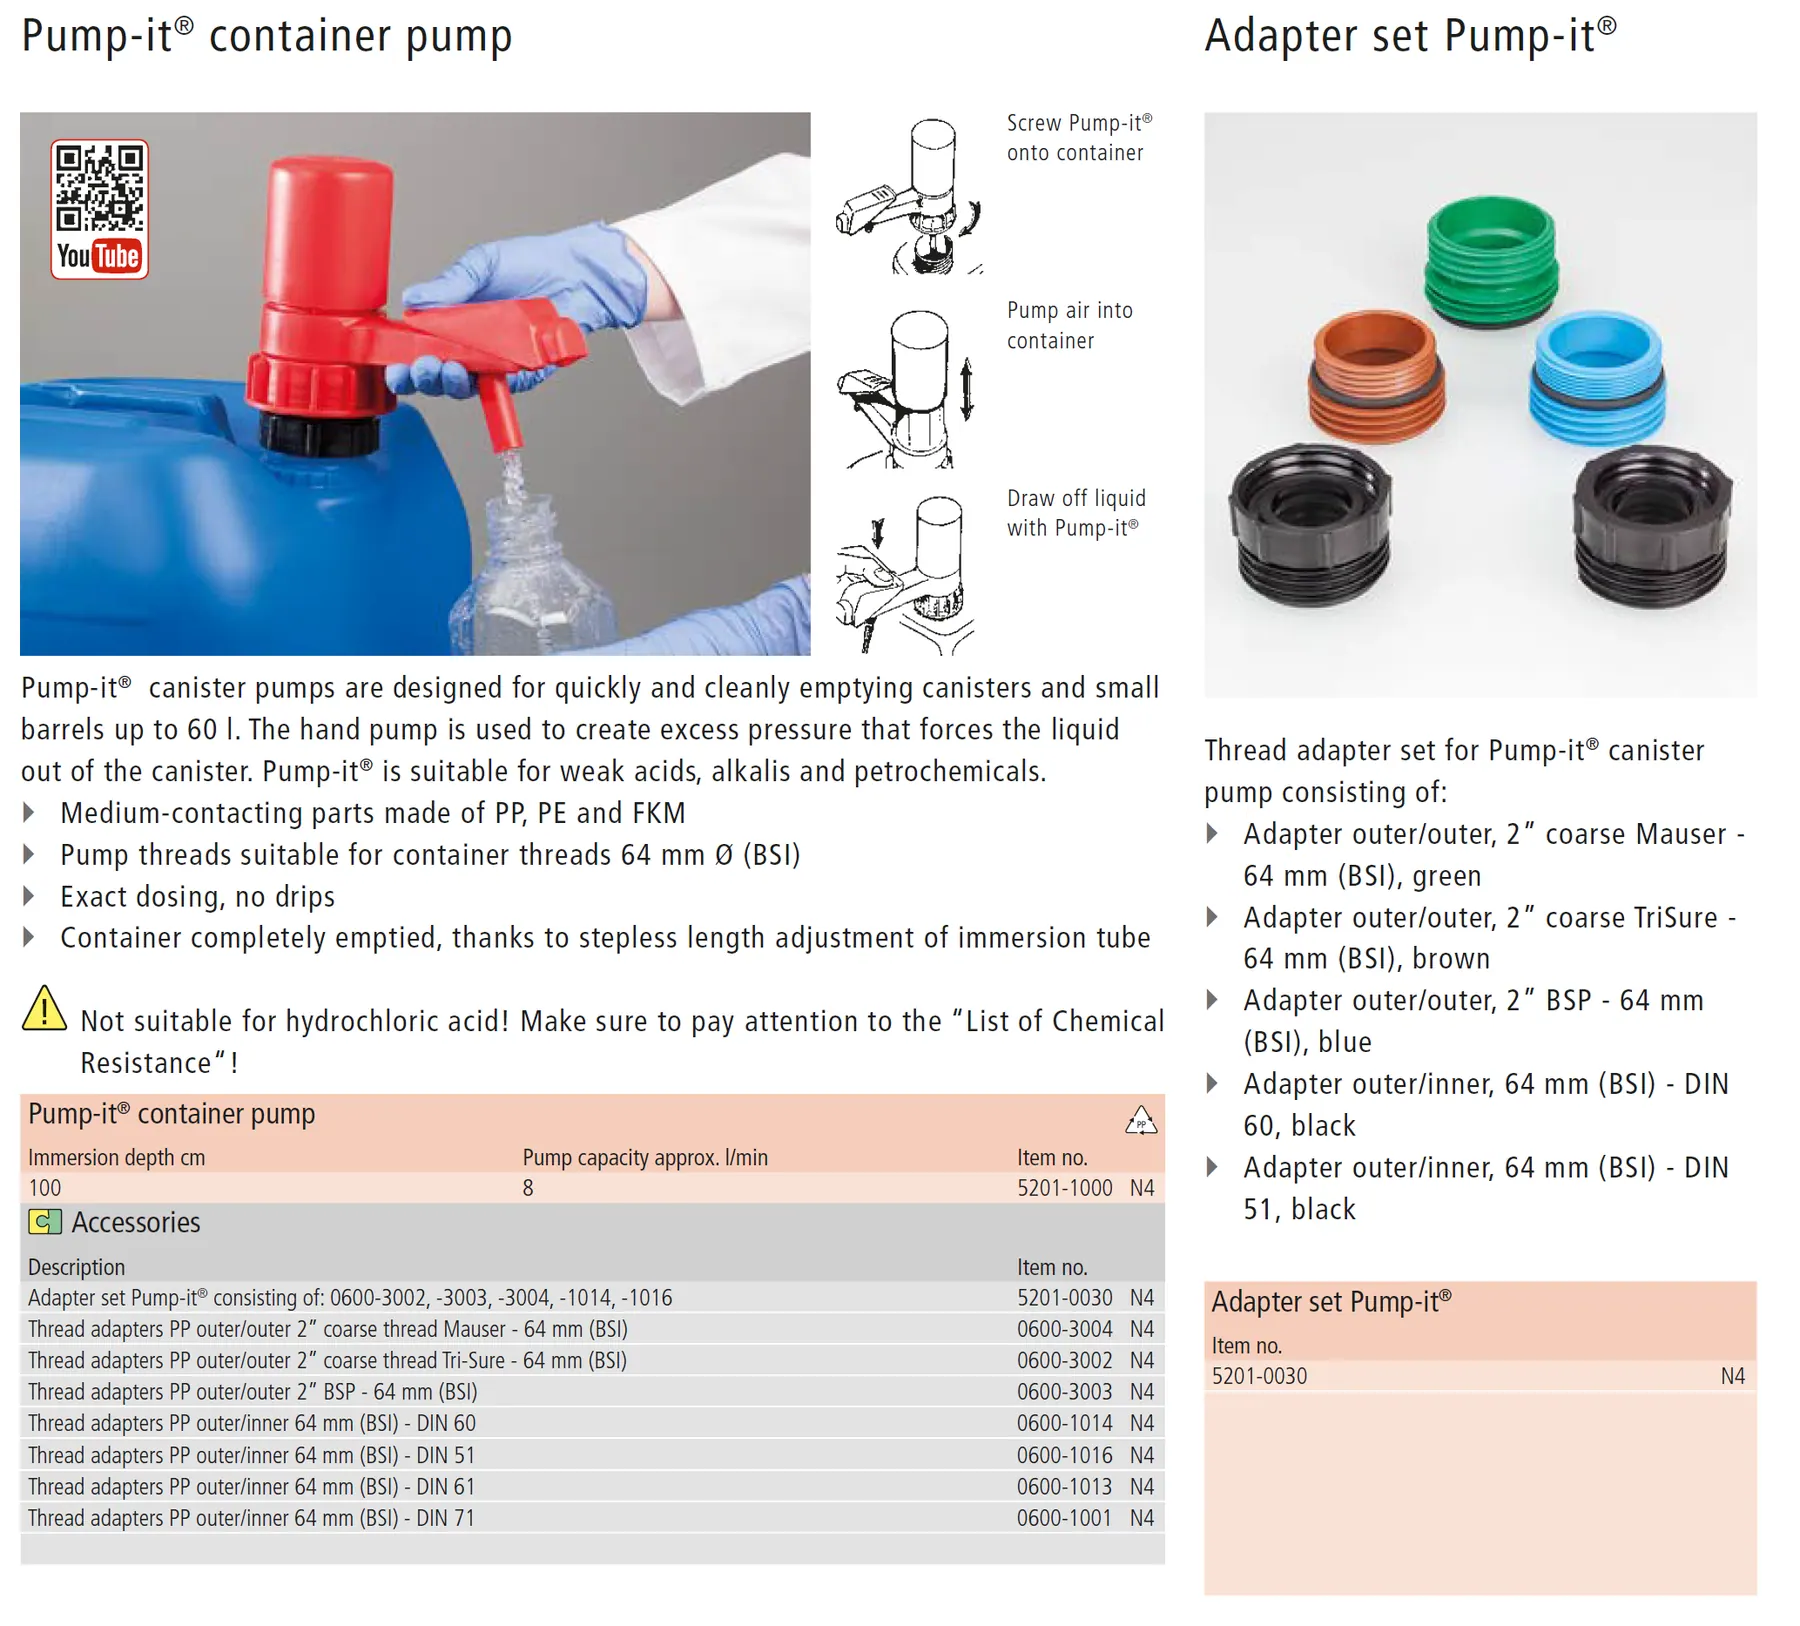 Pump-it® container pump
YouTube
Screw Pump-it®
onto container
Pump air into
container
Draw off liquid
with Pump-it®
Pump-it® canister pumps are designed for quickly and cleanly emptying canisters and small
barrels up to 60 l. The hand pump is used to create excess pressure that forces the liquid
out of the canister. Pump-it® is suitable for weak acids, alkalis and petrochemicals.
Medium-contacting parts made of PP, PE and FKM
Pump threads suitable for container threads 64 mm Ø (BSI)
Exact dosing, no drips
Container completely emptied, thanks to stepless length adjustment of immersion tube
! Not suitable for hydrochloric acid! Make sure to pay attention to the “List of Chemical
Resistance“!
Pump-it® container pump
PP
Immersion depth cm Pump capacity approx. l/min Item no.
100 8 5201-1000 N4
C Accessories
Description Item no.
Adapter set Pump-it® consisting of: 0600-3002, -3003, -3004, -1014, -1016 5201-0030 N4
Thread adapters PP outer/outer 2” coarse thread Mauser - 64 mm (BSI) 0600-3004 N4
Thread adapters PP outer/outer 2” coarse thread Tri-Sure - 64 mm (BSI) 0600-3002 N4
Thread adapters PP outer/outer 2” BSP - 64 mm (BSI) 0600-3003 N4
Thread adapters PP outer/inner 64 mm (BSI) - DIN 60 0600-1014 N4
Thread adapters PP outer/inner 64 mm (BSI) - DIN 51 0600-1016 N4
Thread adapters PP outer/inner 64 mm (BSI) - DIN 61 0600-1013 N4
Thread adapters PP outer/inner 64 mm (BSI) - DIN 71 0600-1001 N4
Adapter set Pump-it®
Thread adapter set for Pump-it® canister
pump consisting of:
Adapter outer/outer, 2” coarse Mauser -
64 mm (BSI), green
Adapter outer/outer, 2” coarse TriSure -
64 mm (BSI), brown
Adapter outer/outer, 2” BSP - 64 mm
(BSI), blue
Adapter outer/inner, 64 mm (BSI) - DIN
60, black
Adapter outer/inner, 64 mm (BSI) - DIN
51, black
Adapter set Pump-it®
Item no.
5201-0030 N4